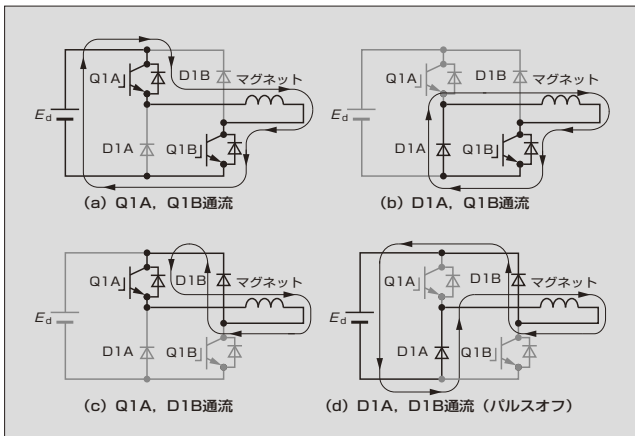 Q1A
D1B
マグネット
Ed
D1A
Q1B
(a) Q1A, Q1B通流
Q1A
D1B
マグネット
Ed
D1A
Q1B
(b) D1A, Q1B通流
Q1A
D1B
マグネット
Ed
D1A
Q1B
(c) Q1A, D1B通流
Q1A
D1B
マグネット
Ed
D1A
Q1B
(d) D1A, D1B通流 (パルスオフ)